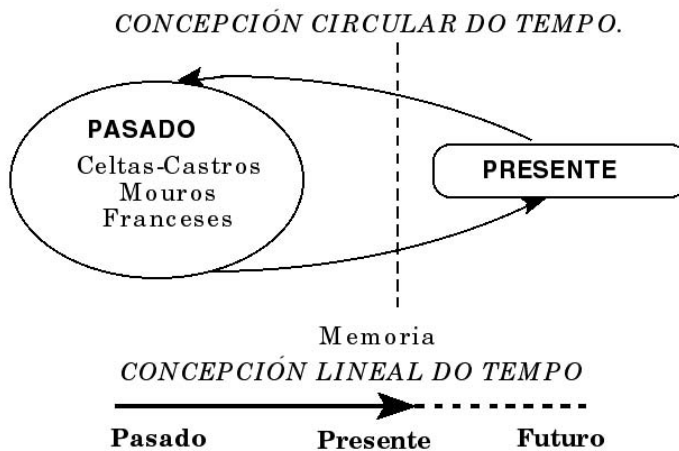 CONCEPCIÓN CIRCULAR DO TEMPO.
PASADO
Celtas-Castros
Mouros
Franceses
PRESENTE
Memoria
CONCEPCIÓN LINEAL DO TEMPO
Pasado Presente Futuro